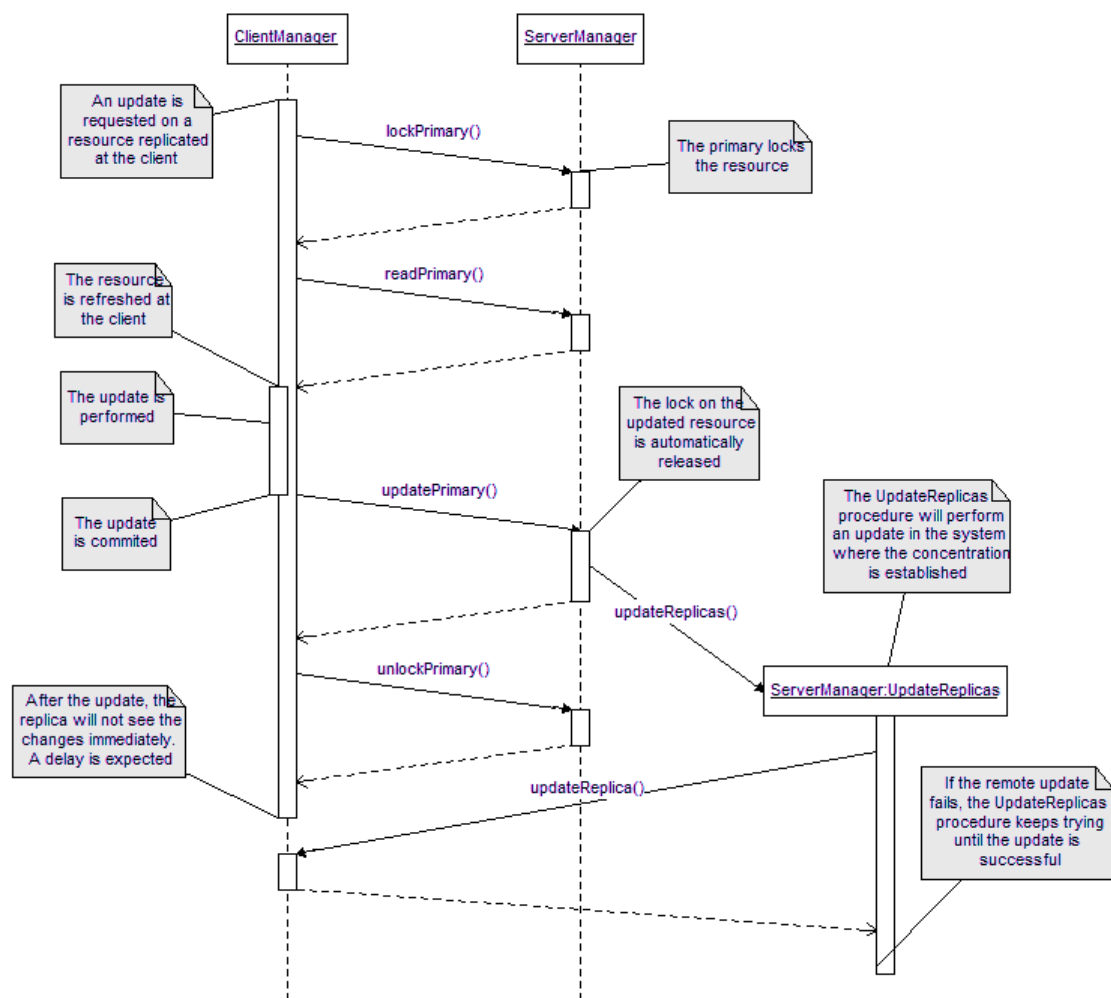 ClientManager
ServerManager
An update is
requested on a
resource replicated
at the client
lockPrimary()
The primary locks
the resource
readPrimary()
The resource
is refreshed at
the client
The update is
performed
The lock on the
updated resource
is automatically
released
updatePrimary()
The update
is commited
The UpdateReplicas
procedure will perform
an update in the system
where the concentration
is established
updateReplicas()
unlockPrimary()
ServerManager:UpdateReplicas
After the update, the
replica will not see the
changes immediately.
A delay is expected
updateReplica()
If the remote update
fails, the UpdateReplicas
procedure keeps trying
until the update is
successful